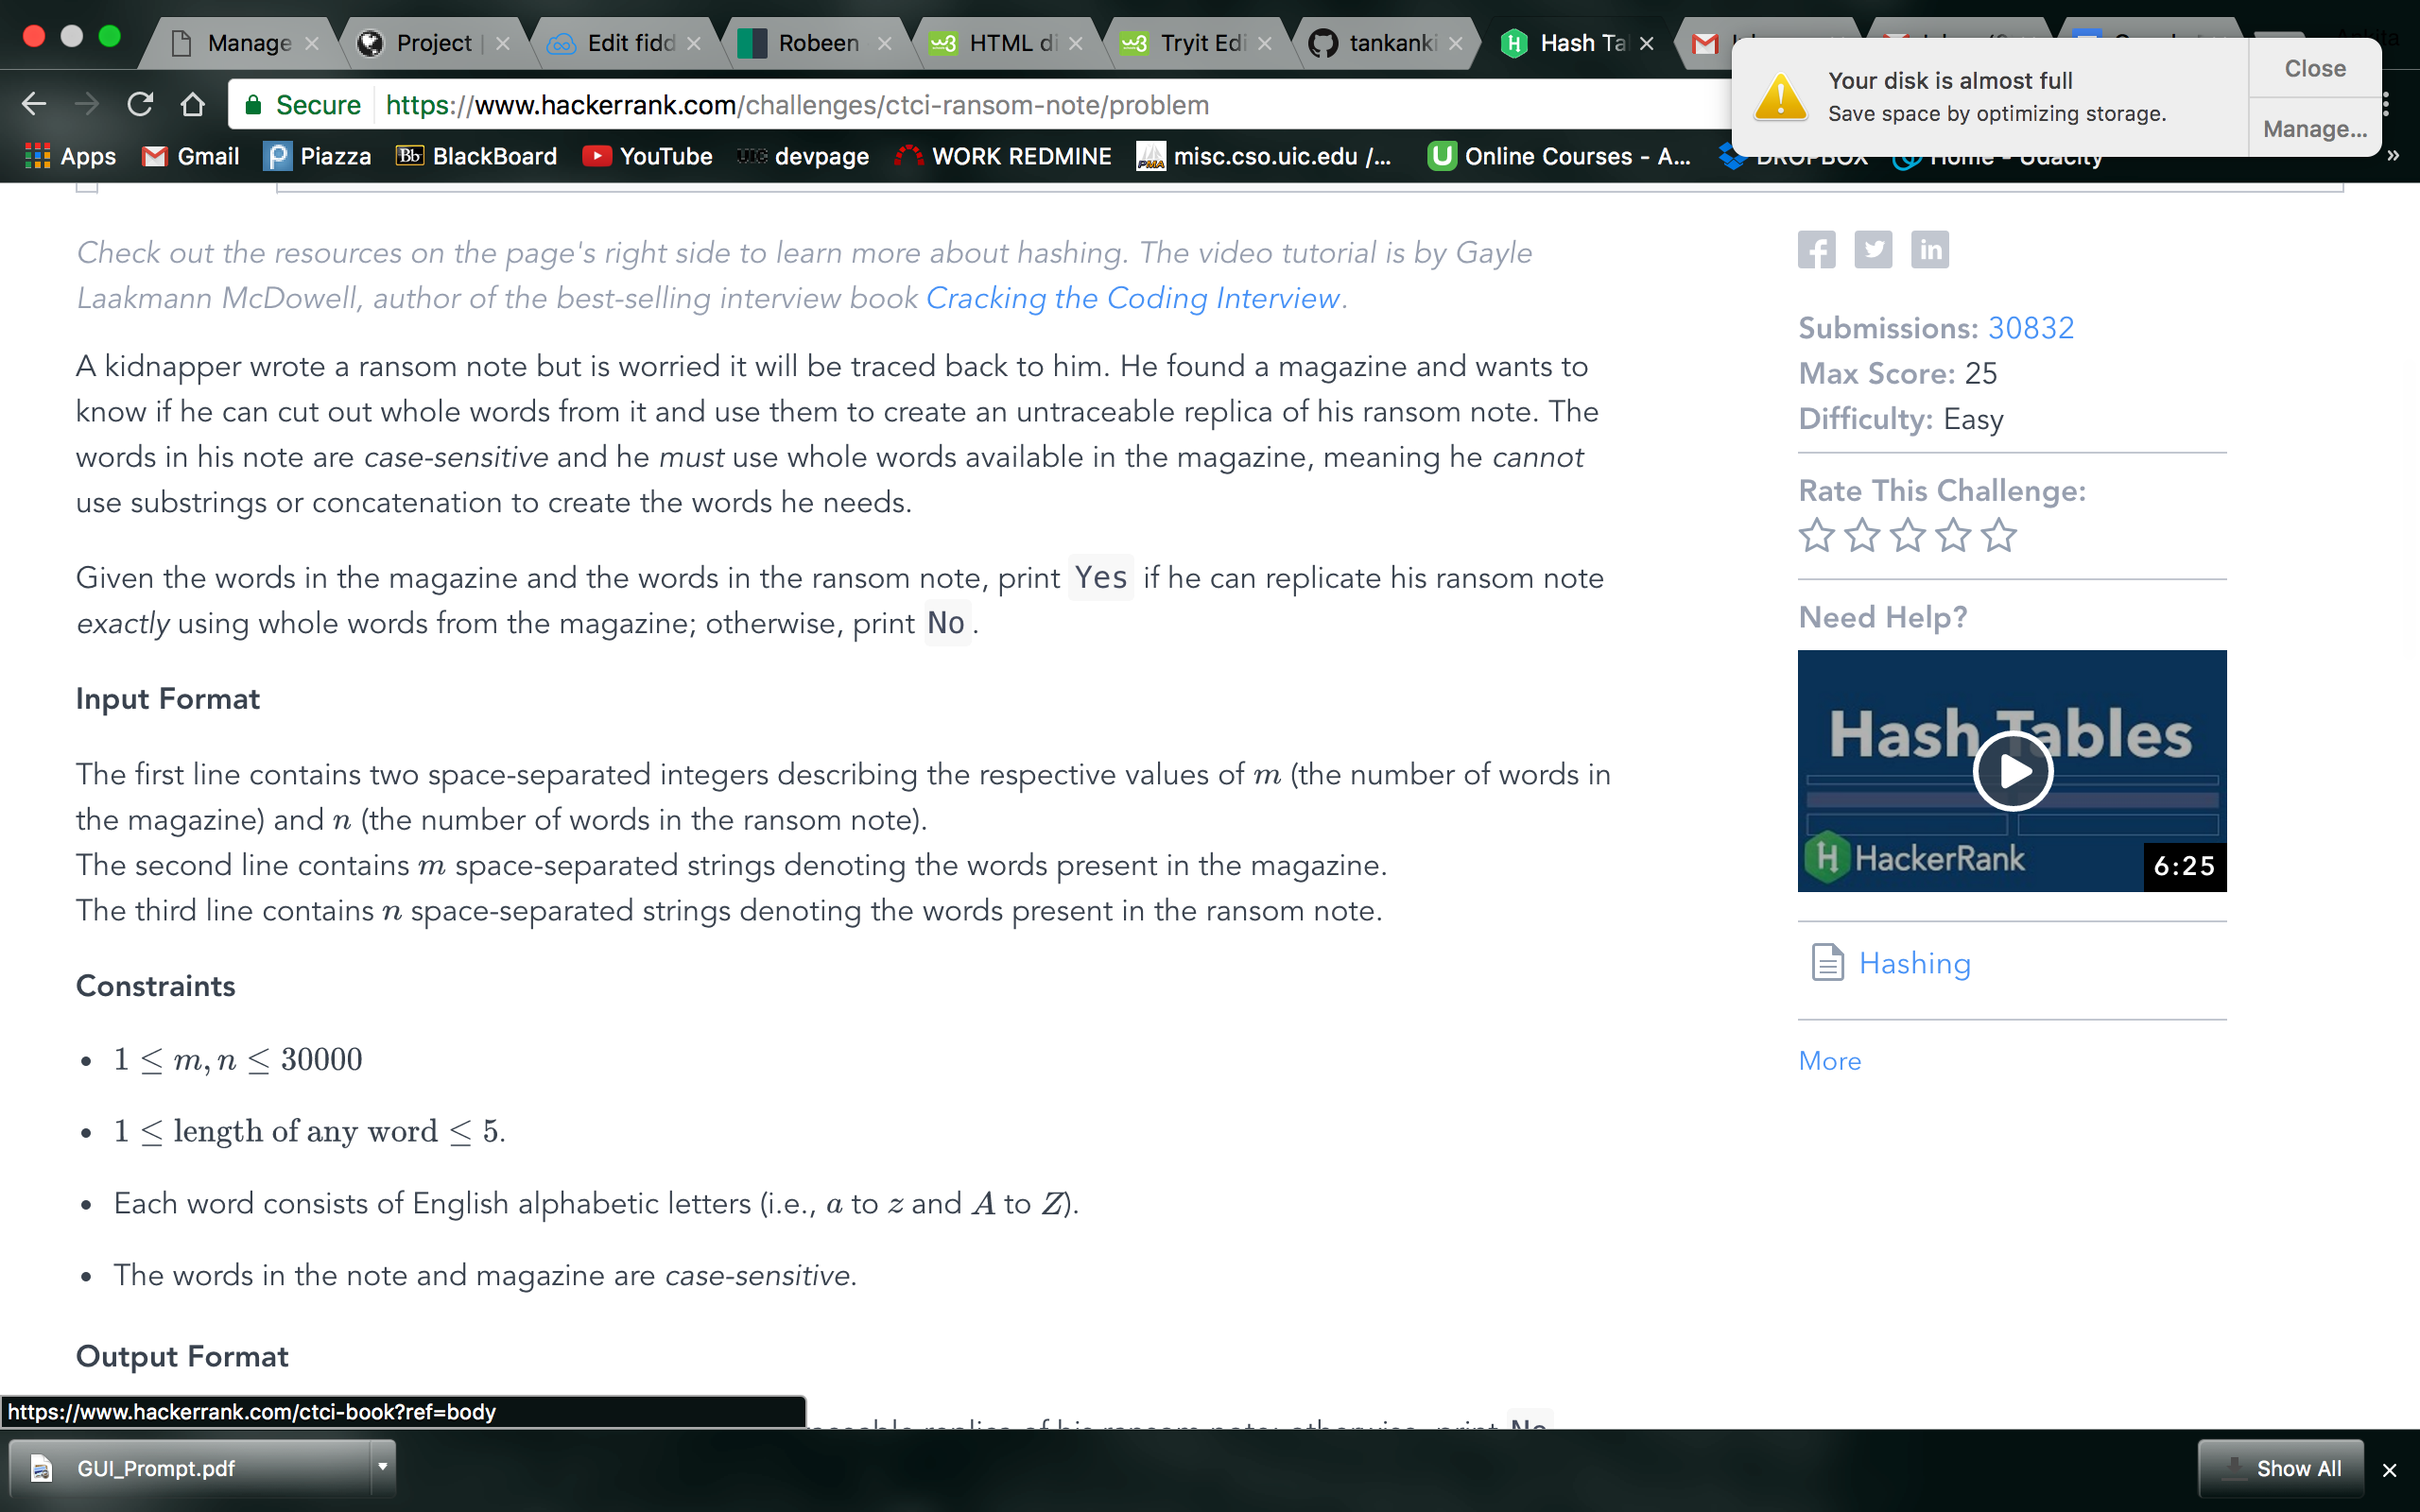 Manage
Project
Edit fidd
Robeen
HTML di
Tryit Edi
tankanki
Hash Ta
Your disk is almost full
Save space by optimizing storage.
Close
Manage...
Secure https://www.hackerrank.com/challenges/ctci-ransom-note/problem
Apps Gmail Piazza BlackBoard YouTube devpage WORK REDMINE misc.cso.uic.edu /... Online Courses - A... DROPBOX Home - Udacity »
Check out the resources on the page's right side to learn more about hashing. The video tutorial is by Gayle
Laakmann McDowell, author of the best-selling interview book Cracking the Coding Interview.
A kidnapper wrote a ransom note but is worried it will be traced back to him. He found a magazine and wants to
know if he can cut out whole words from it and use them to create an untraceable replica of his ransom note. The
words in his note are case-sensitive and he must use whole words available in the magazine, meaning he cannot
use substrings or concatenation to create the words he needs.
Given the words in the magazine and the words in the ransom note, print Yes if he can replicate his ransom note
exactly using whole words from the magazine; otherwise, print No.
Input Format
The first line contains two space-separated integers describing the respective values of m (the number of words in
the magazine) and n (the number of words in the ransom note).
The second line contains m space-separated strings denoting the words present in the magazine.
The third line contains n space-separated strings denoting the words present in the ransom note.
Constraints
• 1 ≤ m, n ≤ 30000
• 1 ≤ length of any word ≤ 5.
• Each word consists of English alphabetic letters (i.e., a to z and A to Z).
• The words in the note and magazine are case-sensitive.
Output Format
replica of his ransom note; otherwise, print No
Submissions: 30832
Max Score: 25
Difficulty: Easy
Rate This Challenge:
Need Help?
Hash Tables
HackerRank
6:25
Hashing
More
https://www.hackerrank.com/ctci-book?ref=body
GUI_Prompt.pdf
Show All